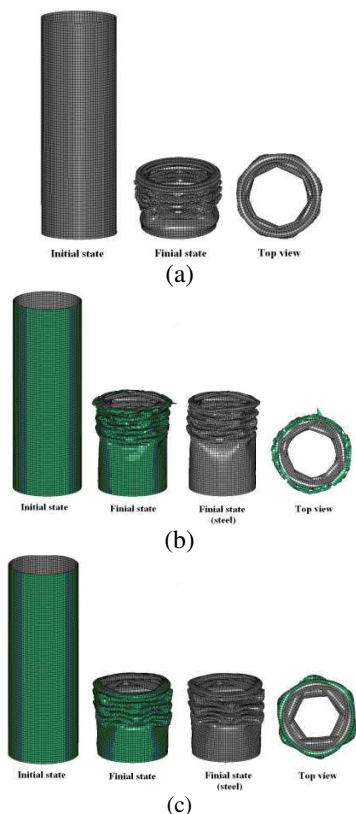 Initial state Finial state Top view
(a)
Initial state Finial state Finial state Top view
(steel)
(b)
Initial state Finial state Finial state Top view
(steel)
(c)